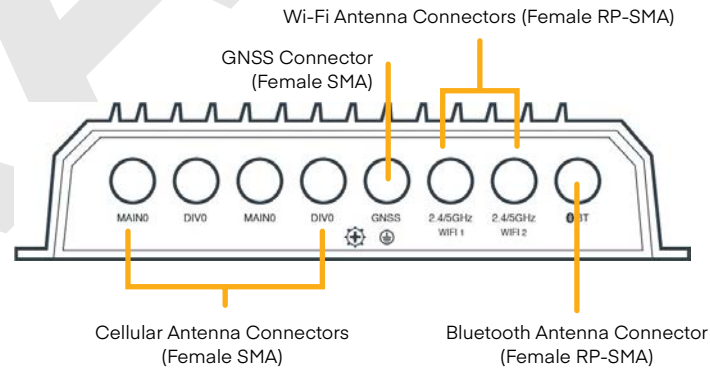 Wi-Fi Antenna Connectors (Female RP-SMA)
GNSS Connector
(Female SMA)
MAIN0 DIV0 MAIN0 DIV0 GNSS 2.4/5GHz 2.4/5GHz BT
WIFI 1 WIFI 2
Cellular Antenna Connectors
(Female SMA)
Bluetooth Antenna Connector
(Female RP-SMA)